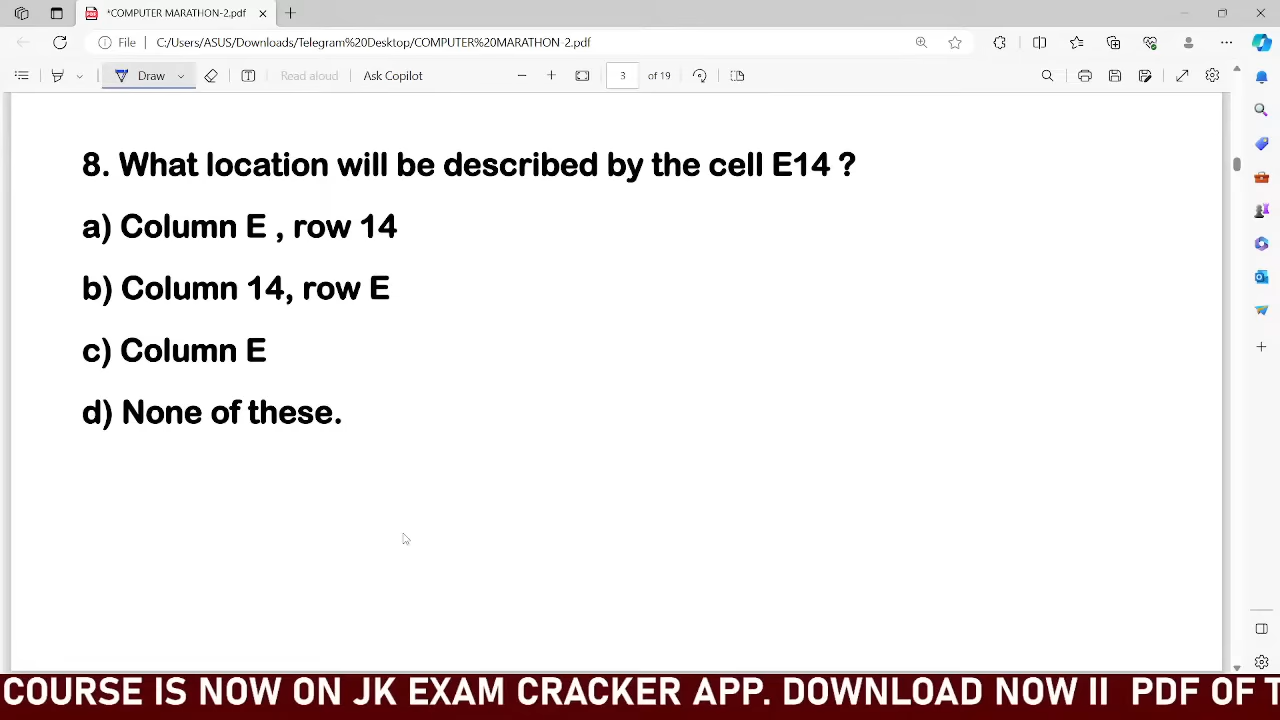 *COMPUTER MARATHON-2.pdf
File C:/Users/ASUS/Downloads/Telegram%20Desktop/COMPUTER%20MARATHON-2.pdf
Draw Read aloud Ask Copilot 3 of 19
8. What location will be described by the cell E14 ?
a) Column E , row 14
b) Column 14, row E
c) Column E
d) None of these.
COURSE IS NOW ON JK EXAM CRACKER APP. DOWNLOAD NOW II PDF OF T